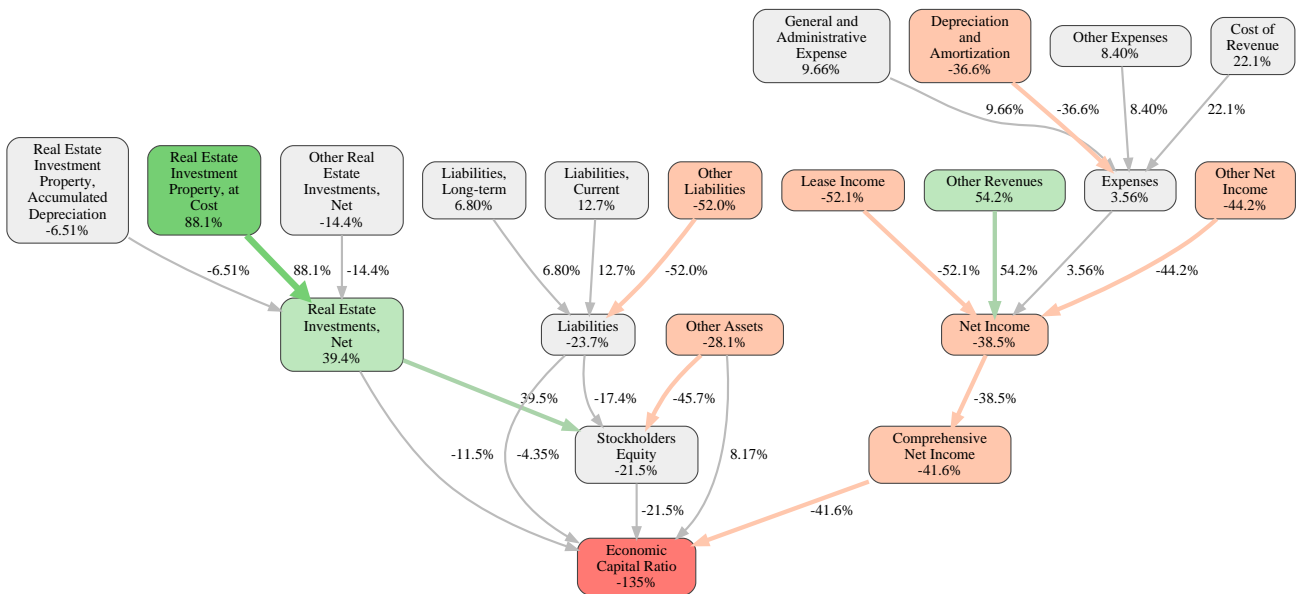 General and
Administrative
Expense
9.66%
Depreciation
and
Amortization
-36.6%
Other Expenses
8.40%
Cost of
Revenue
22.1%
9.66%
-36.6%
8.40%
22.1%
Real Estate
Investment
Property,
Accumulated
Depreciation
-6.51%
Real Estate
Investment
Property, at
Cost
88.1%
Other Real
Estate
Investments,
Net
-14.4%
Liabilities,
Long-term
6.80%
Liabilities,
Current
12.7%
Other
Liabilities
-52.0%
Lease Income
-52.1%
Other Revenues
54.2%
Expenses
3.56%
Other Net
Income
-44.2%
-6.51%
88.1%
-14.4%
6.80%
12.7%
-52.0%
-52.1%
54.2%
3.56%
-44.2%
Real Estate
Investments,
Net
39.4%
Liabilities
-23.7%
Other Assets
-28.1%
Net Income
-38.5%
39.5%
-17.4%
-45.7%
-38.5%
Stockholders
Equity
-21.5%
Comprehensive
Net Income
-41.6%
-11.5%
-4.35%
8.17%
-21.5%
-41.6%
Economic
Capital Ratio
-135%